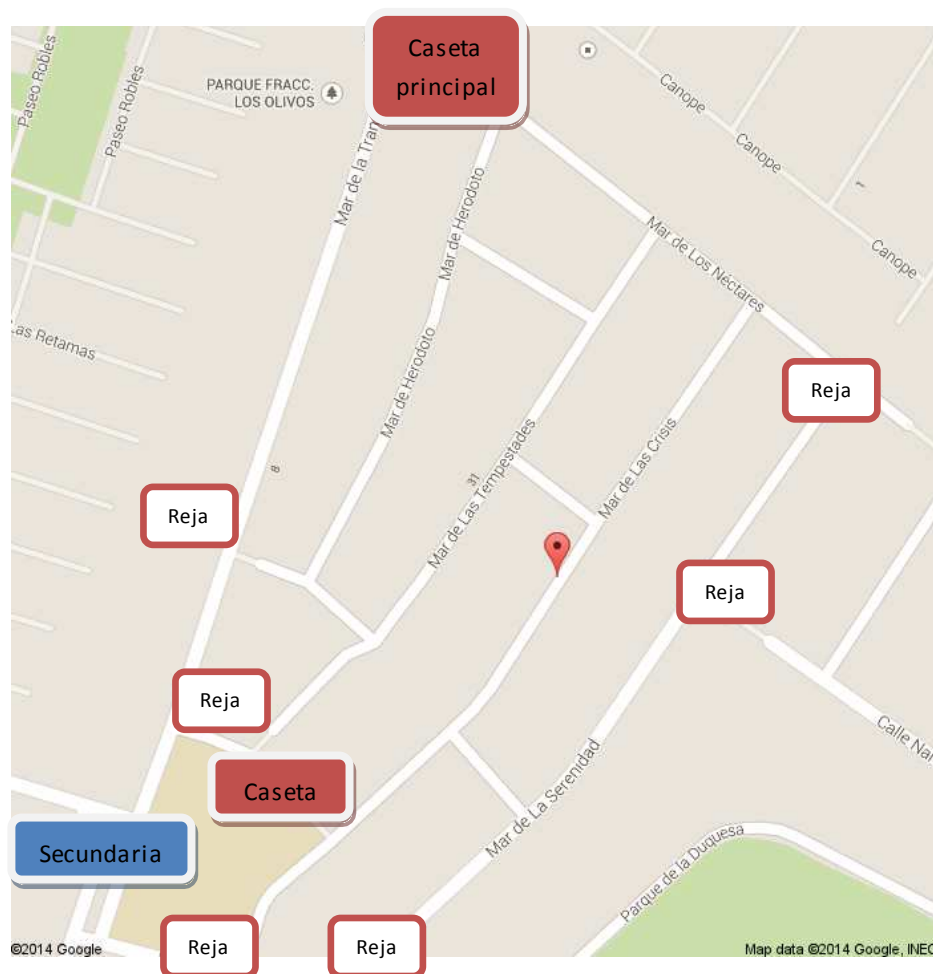 Caseta
principal
PARQUE FRACC.
LOS OLIVOS
Paseo Robles
Paseo Robles
Canope
Canope
Canope
Mar de la Tran
Mar de Herodoto
Mar de Los Néctares
Las Retamas
Mar de Herodoto
Reja
31
Mar de Las Tempestades
Mar de Las Crisis
8
Reja
Reja
Reja
Calle Nar
Caseta
Mar de La Serenidad
Secundaria
Parque de la Duquesa
Reja
Reja
©2014 Google
Map data ©2014 Google, INEG